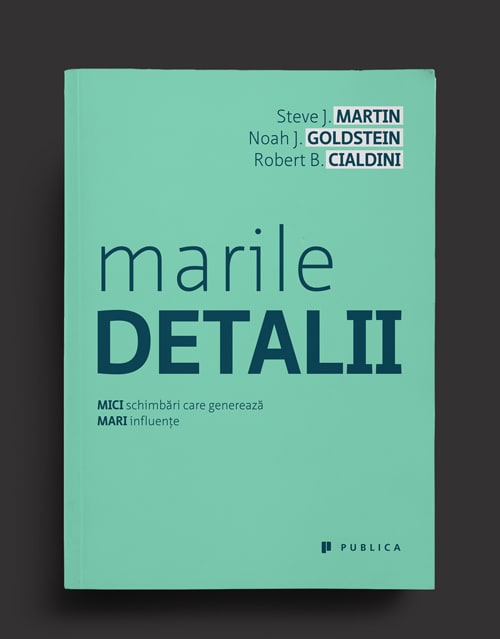 Steve J. MARTIN
Noah J. GOLDSTEIN
Robert B. CIALDINI
marile
DETALII
MICI schimbări care generează
MARI influențe
PUBLICA